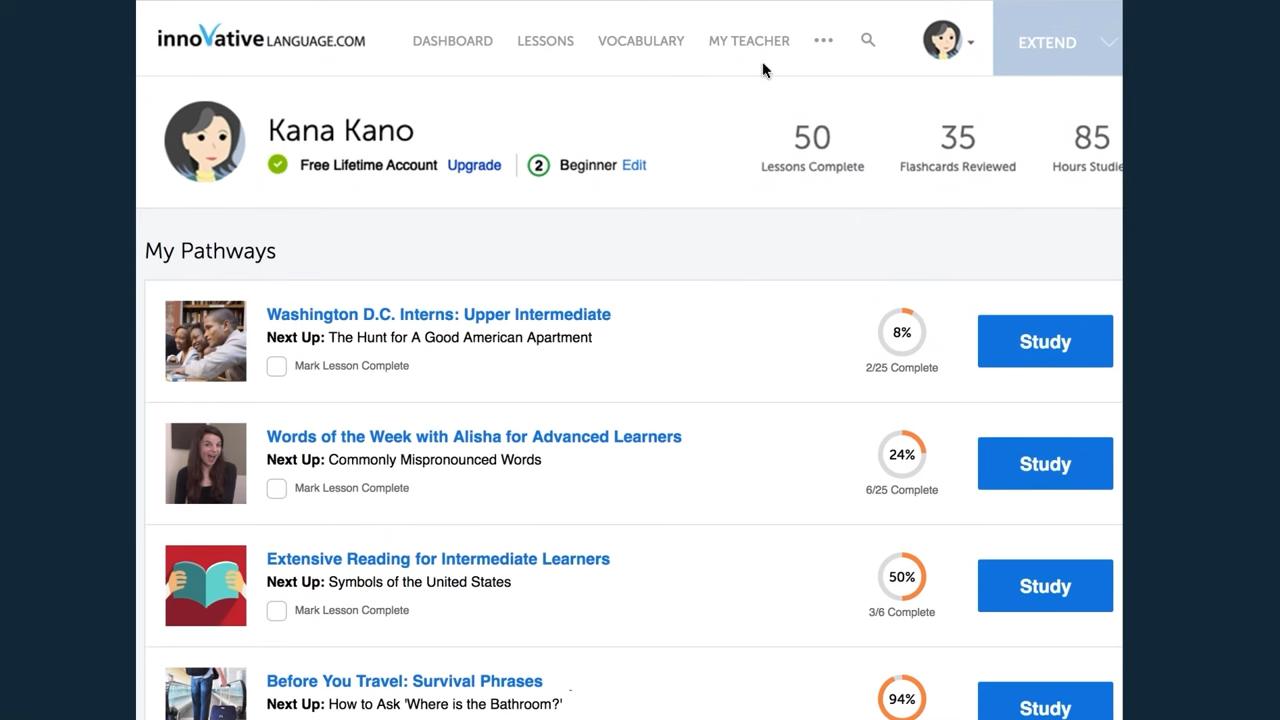 innoVative LANGUAGE.COM DASHBOARD LESSONS VOCABULARY MY TEACHER ••• EXTEND
Kana Kano
Free Lifetime Account Upgrade 2 Beginner Edit
50 35 85
Lessons Complete Flashcards Reviewed Hours Studie
My Pathways
Washington D.C. Interns: Upper Intermediate
Next Up: The Hunt for A Good American Apartment
Mark Lesson Complete
8%
2/25 Complete
Study
Words of the Week with Alisha for Advanced Learners
Next Up: Commonly Mispronounced Words
Mark Lesson Complete
24%
6/25 Complete
Study
Extensive Reading for Intermediate Learners
Next Up: Symbols of the United States
Mark Lesson Complete
50%
3/6 Complete
Study
Before You Travel: Survival Phrases
Next Up: How to Ask 'Where is the Bathroom?'
94%
Study